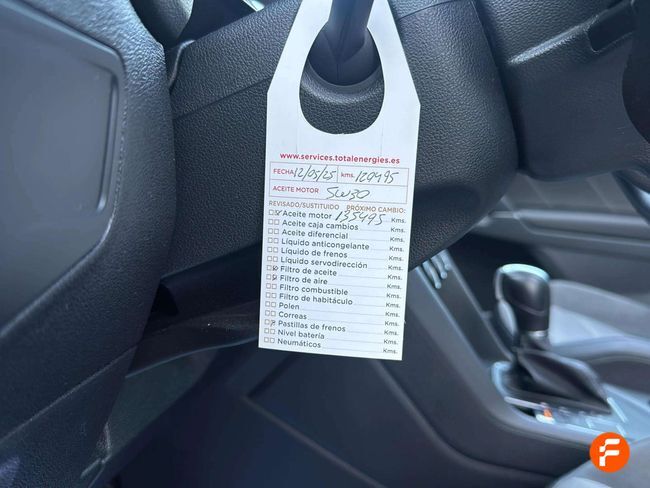 www.services.totalenergies.es
FECHA 12/05/25 kms. 120495
ACEITE MOTOR 5W30
REVISADO/SUSTITUIDO PRÓXIMO CAMBIO:
Aceite motor 135495 Kms.
Aceite caja cambios Kms.
Aceite diferencial Kms.
Líquido anticongelante Kms.
Líquido de frenos Kms.
Líquido servodirección Kms.
Filtro de aceite Kms.
Filtro de aire Kms.
Filtro combustible Kms.
Filtro de habitáculo Kms.
Polen Kms.
Correas Kms.
Pastillas de frenos Kms.
Nivel batería Kms.
Neumáticos Kms.